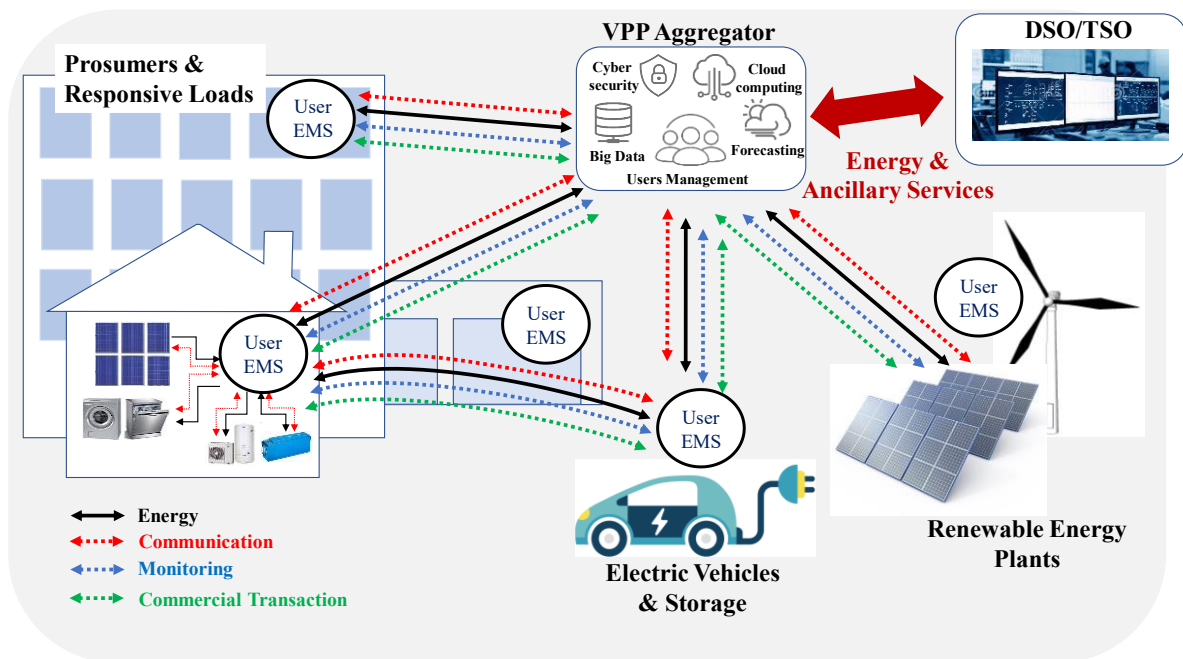 VPP Aggregator
DSO/TSO
Prosumers &
Responsive Loads
Cyber
security
Cloud
computing
Big Data
Forecasting
Users Management
Energy &
Ancillary Services
User
EMS
User
EMS
User
EMS
User
EMS
User
EMS
Energy
Communication
Monitoring
Commercial Transaction
Electric Vehicles
& Storage
Renewable Energy
Plants